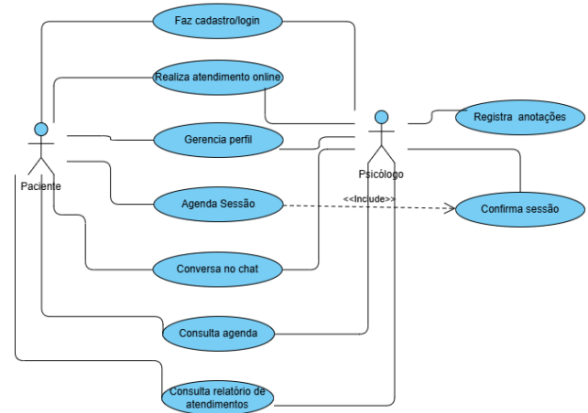 Faz cadastro/login
Realiza atendimento online
Registra anotações
Gerencia perfil
Psicólogo
Paciente
<<Include>>
Agenda Sessão
Confirma sessão
Conversa no chat
Consulta agenda
Consulta relatório de
atendimentos